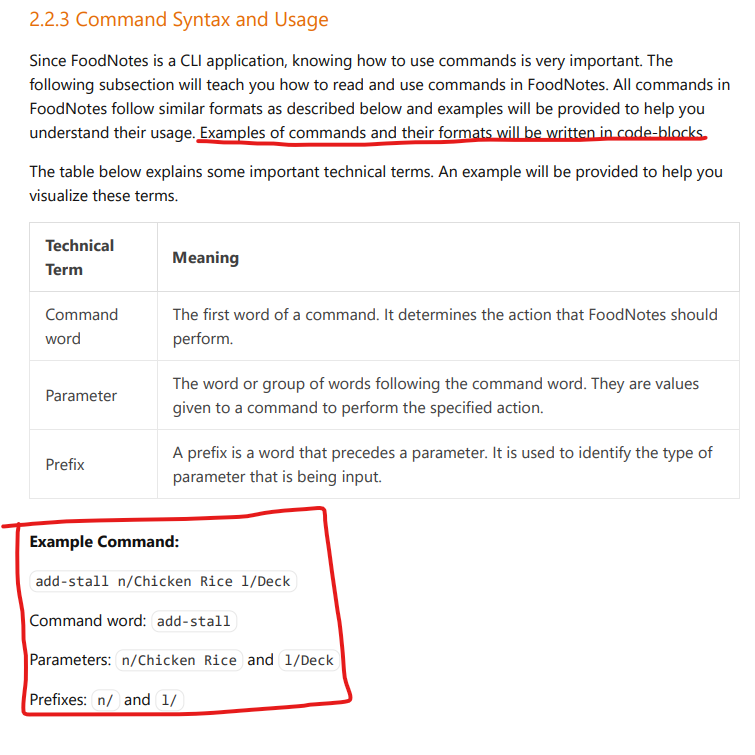 2.2.3 Command Syntax and Usage
Since FoodNotes is a CLI application, knowing how to use commands is very important. The
following subsection will teach you how to read and use commands in FoodNotes. All commands in
FoodNotes follow similar formats as described below and examples will be provided to help you
understand their usage. Examples of commands and their formats will be written in code-blocks.
The table below explains some important technical terms. An example will be provided to help you
visualize these terms.
Technical
Term
Meaning
Command
word
The first word of a command. It determines the action that FoodNotes should
perform.
Parameter
The word or group of words following the command word. They are values
given to a command to perform the specified action.
Prefix
A prefix is a word that precedes a parameter. It is used to identify the type of
parameter that is being input.
Example Command:
add-stall n/Chicken Rice l/Deck
Command word: add-stall
Parameters: n/Chicken Rice and l/Deck
Prefixes: n/ and l/